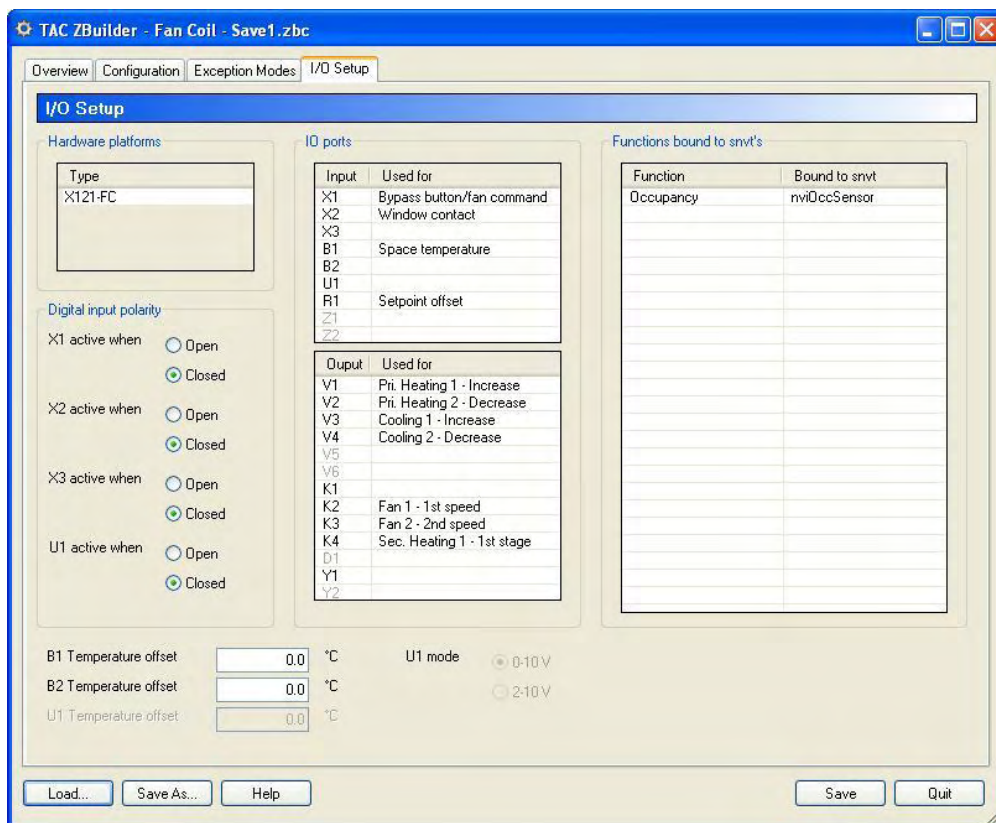 TAC ZBuilder - Fan Coil - Save1.zbc
Overview Configuration Exception Modes I/O Setup
I/O Setup
Hardware platforms
Type
X121-FC
Digital input polarity
X1 active when
Open
Closed
X2 active when
Open
Closed
X3 active when
Open
Closed
U1 active when
Open
Closed
IO ports
Input Used for
X1 Bypass button/fan command
X2 Window contact
X3
B1 Space temperature
B2
U1
R1 Setpoint offset
Z1
Z2
Ouput Used for
V1 Pri. Heating 1 - Increase
V2 Pri. Heating 2 - Decrease
V3 Cooling 1 - Increase
V4 Cooling 2 - Decrease
V5
V6
K1
K2 Fan 1 - 1st speed
K3 Fan 2 - 2nd speed
K4 Sec. Heating 1 - 1st stage
D1
Y1
Y2
Functions bound to snvt's
Function Bound to snvt
Occupancy nviOccSensor
B1 Temperature offset 0.0 °C
B2 Temperature offset 0.0 °C
U1 Temperature offset 0.0 °C
U1 mode
0-10 V
2-10 V
Load... Save As... Help Save Quit